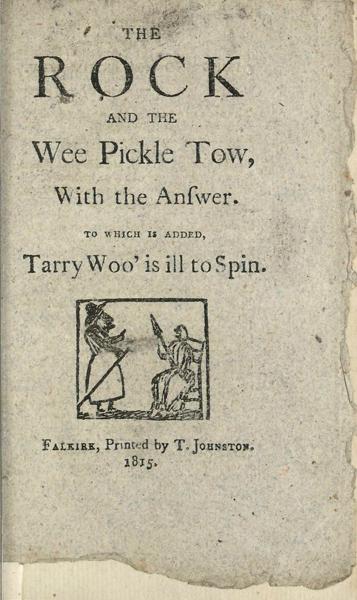 THE
ROCK
AND THE
Wee Pickle Tow,
With the Anſwer.
TO WHICH IS ADDED,
Tarry Woo' is ill to Spin.
FALKIRK, Printed by T. JOHNSTON.
1815.